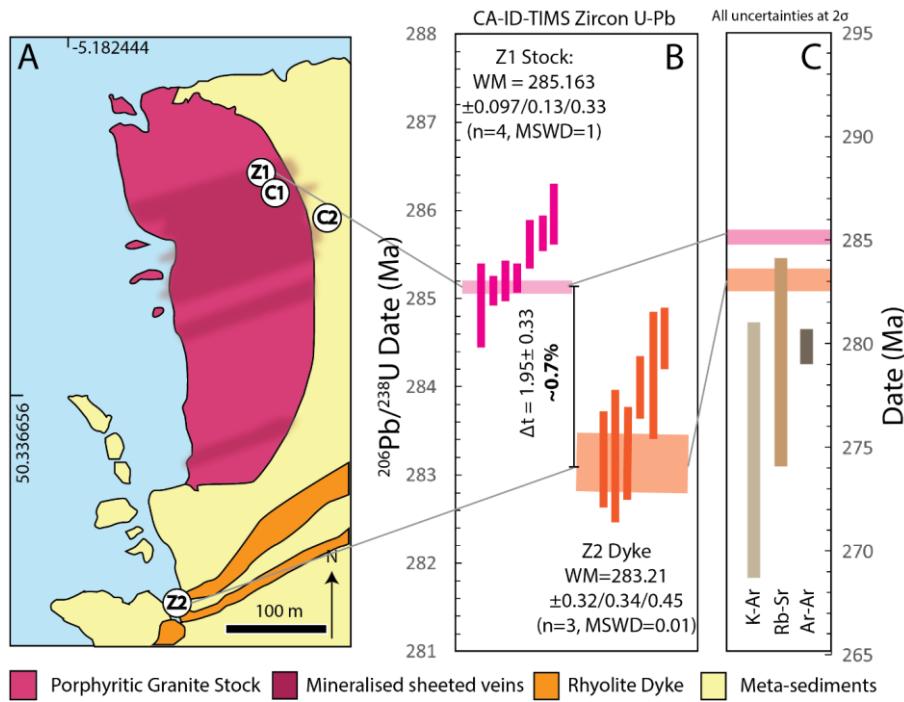 CA-ID-TIMS Zircon U-Pb
All uncertainties at 2σ
A
-5.182444
50.336656
Z1
C1
C2
Z2
N
100 m
B
288
287
286
285
284
283
282
281
²⁰⁶Pb/²³⁸U Date (Ma)
Z1 Stock:
WM = 285.163
±0.097/0.13/0.33
(n=4, MSWD=1)
Δt = 1.95± 0.33
~0.7%
Z2 Dyke
WM=283.21
±0.32/0.34/0.45
(n=3, MSWD=0.01)
C
295
290
285
280
275
270
265
Date (Ma)
K-Ar
Rb-Sr
Ar-Ar
Porphyritic Granite Stock
Mineralised sheeted veins
Rhyolite Dyke
Meta-sediments